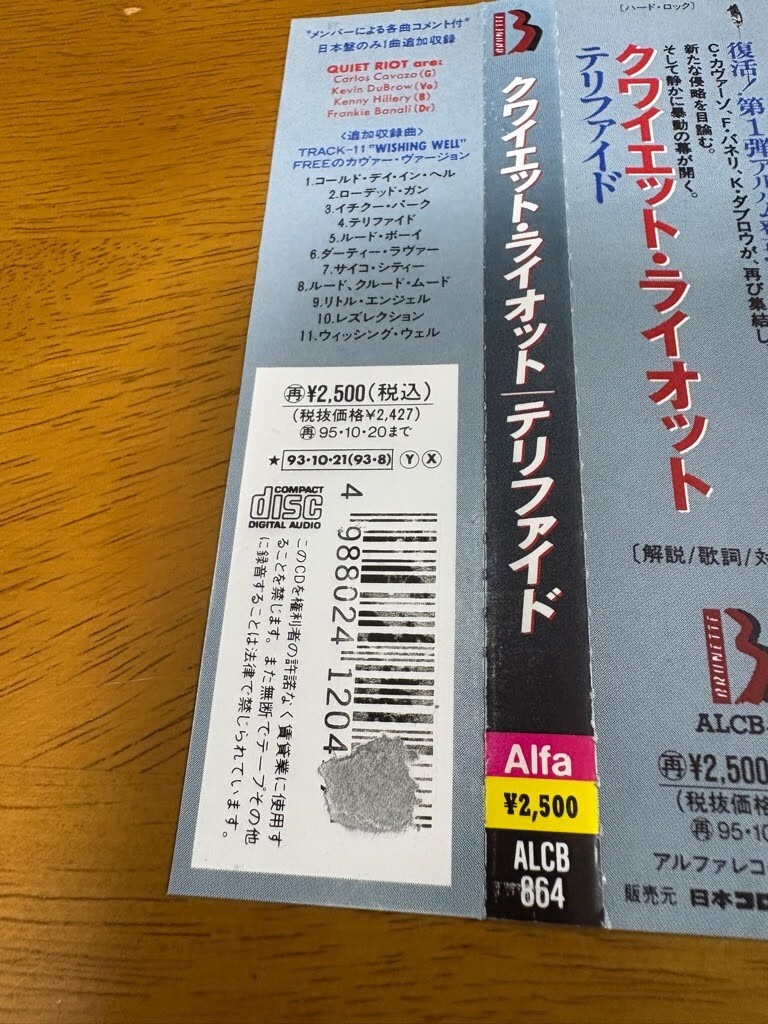 "メンバーによる各曲コメント付"
日本盤のみ1曲追加収録
QUIET RIOT are:
Carlos Cavazo(G)
Kevin DuBrow(Vo)
Kenny Hillery(B)
Frankie Banali(Dr)
〈追加収録曲〉
TRACK-11 "WISHING WELL"
FREEのカヴァー・ヴァージョン
1.コールド・デイ・イン・ヘル
2.ローデッド・ガン
3.イチクー・パーク
4.テリファイド
5.ルード・ボーイ
6.ダーティー・ラヴァー
7.サイコ・シティー
8.ルード、クルード・ムード
9.リトル・エンジェル
10.レズレクション
11.ウィッシング・ウェル
再¥2,500(税込)
(税抜価格¥2,427)
再95・10・20まで
★93・10・21(93・8) Y X
COMPACT
disc
DIGITAL AUDIO
4 988024 1204
このCDを権利者の許諾なく賃貸業に使用す
ることを禁じます。また無断でテープその他
に録音することは法律で禁じられています。
クワイエット・ライオット/テリファイド
Alfa
¥2,500
ALCB
864
〔ハード・ロック〕
復活!第1弾アルバム
C・カヴァーゾ、F・バネリ、K・ダブロウが、再び集結し
新たな侵略を目論む。
そして静かに暴動の幕が開く。
クワイエット・ライオット
テリファイド
〔解説/歌詞/対
BRUNETTE
ALCB-
再¥2,500
(税抜価格
再95・10
アルファレコ
販売元 日本コロ